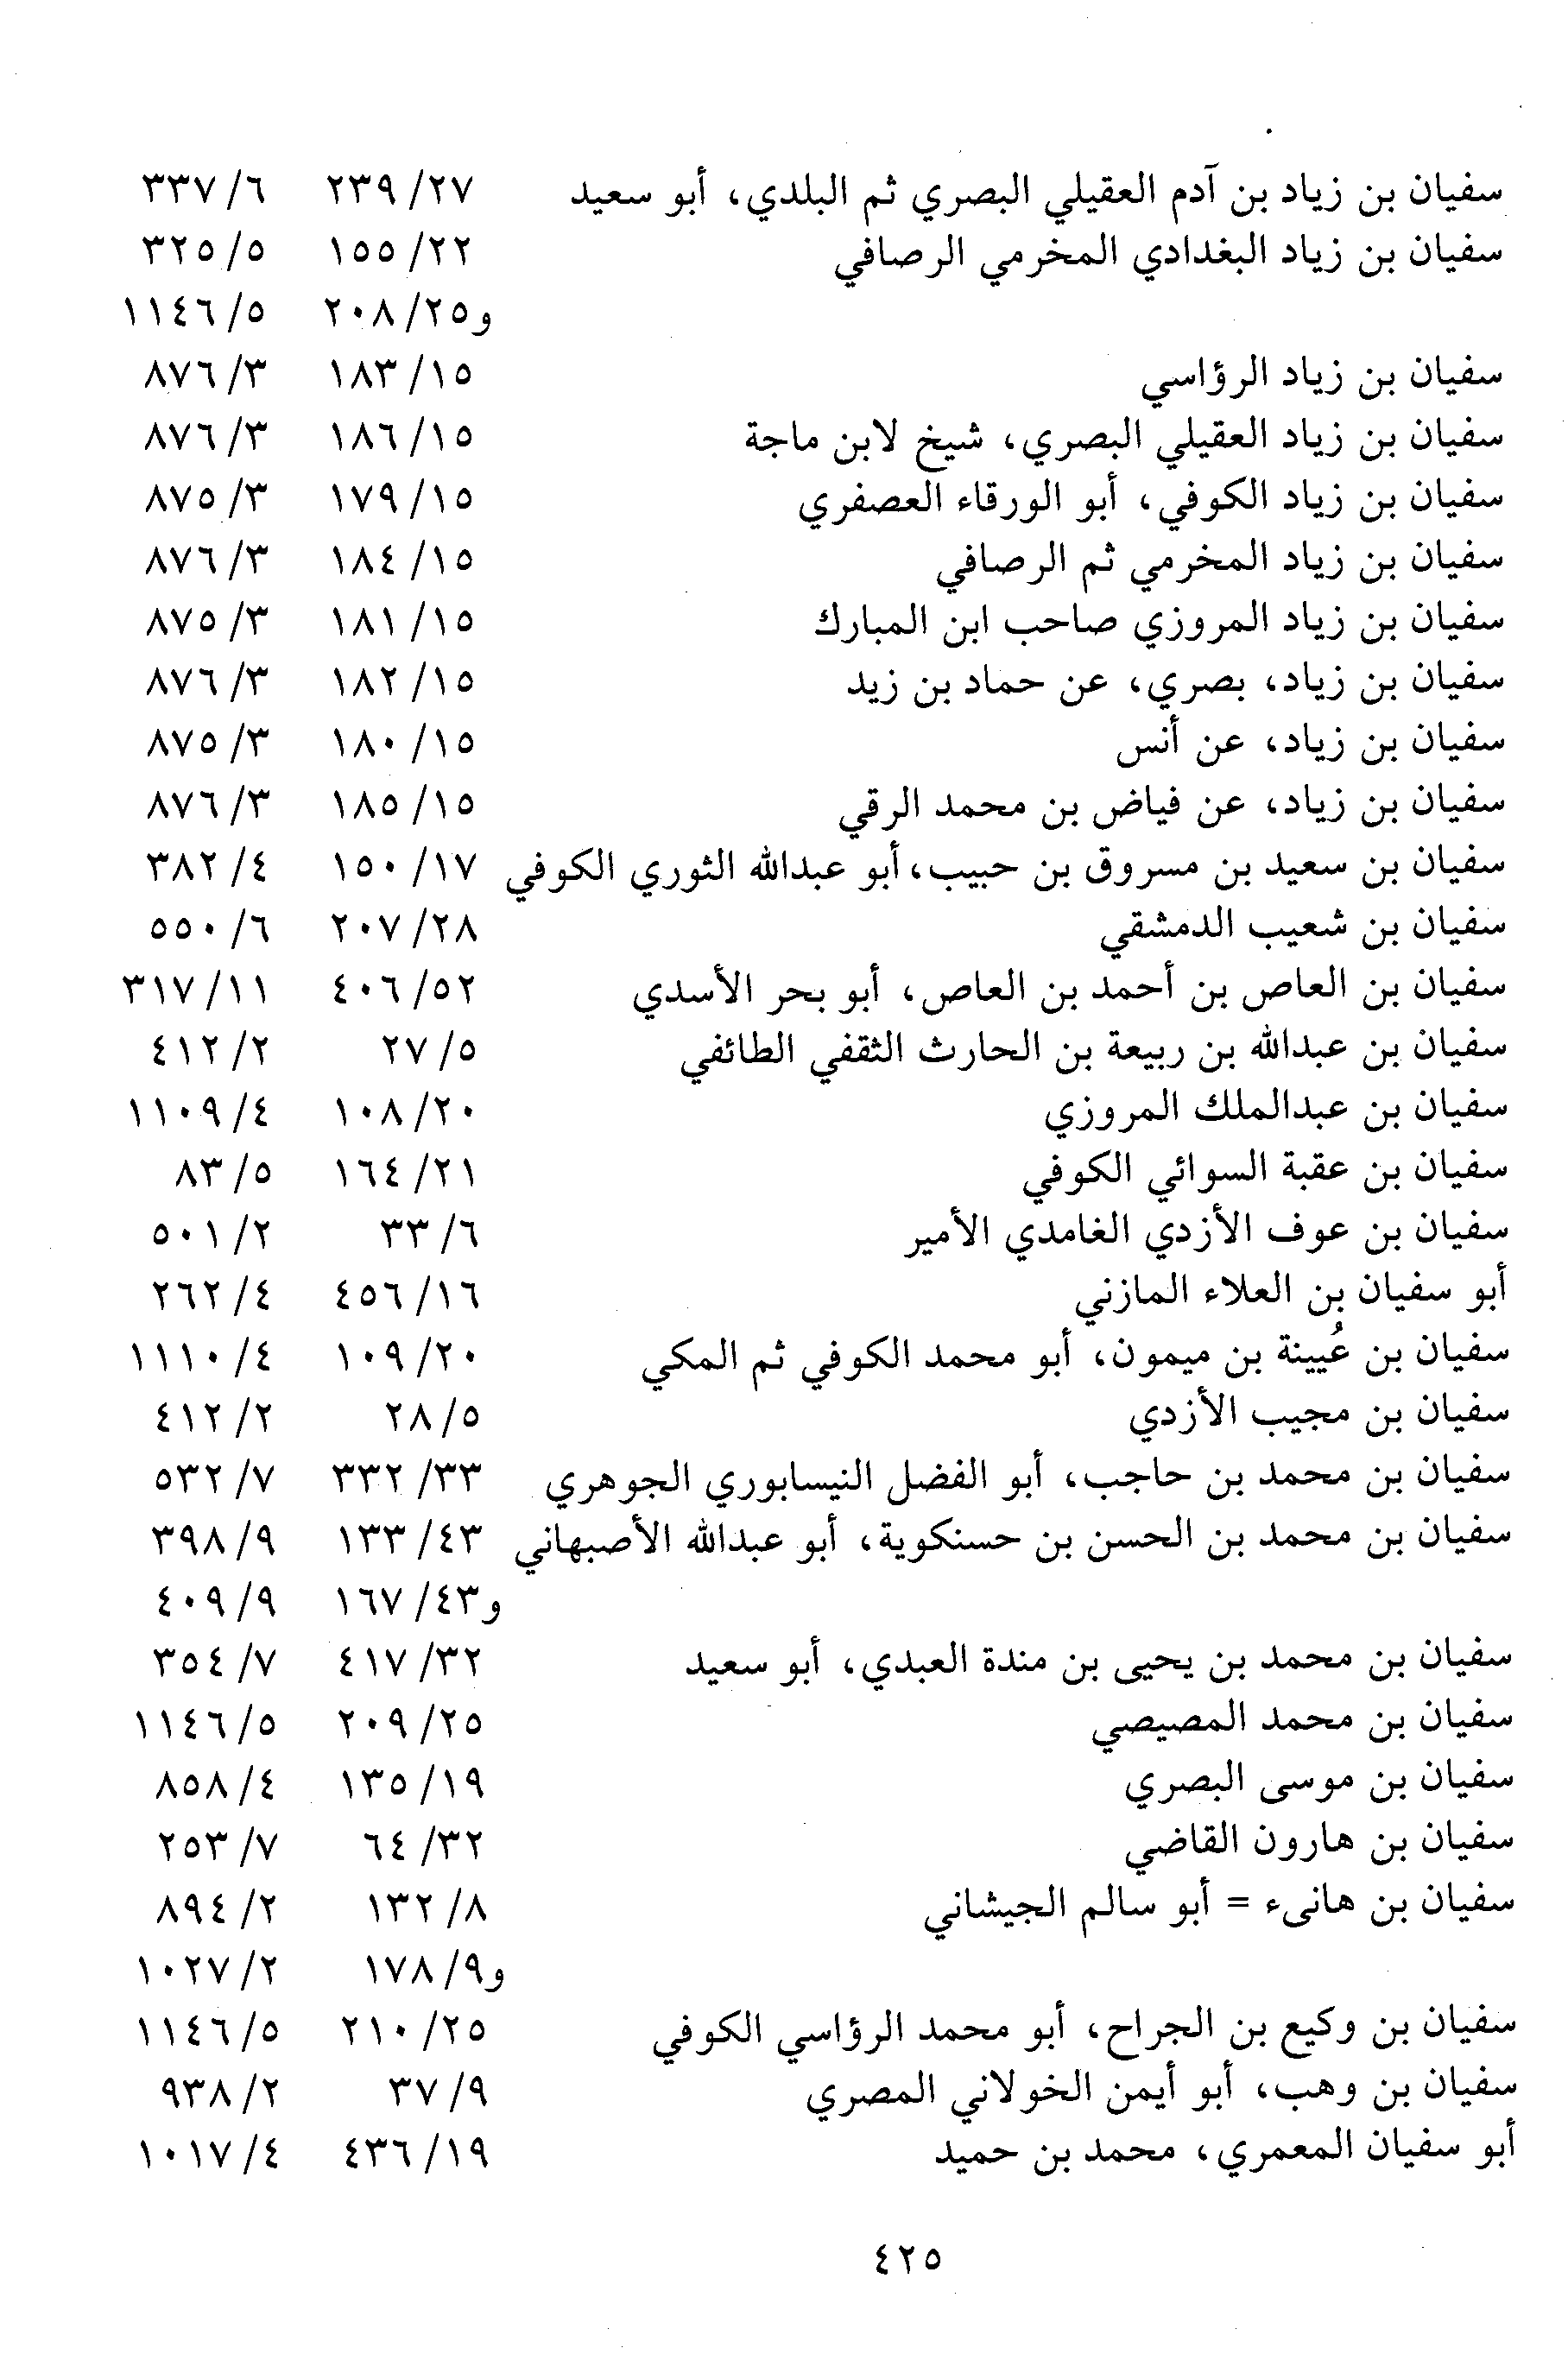 سفيان بن زياد بن آدم العقيلي البصري ثم البلدي، أبو سعيد ٢٧/ ٢٣٩ ٦/ ٣٣٧
سفيان بن زياد البغدادي المخرمي الرصافي ٢٢/ ١٥٥ ٥/ ٣٢٥
و٢٥/ ٢٠٨ ٥/ ١١٤٦
سفيان بن زياد الرؤاسي ١٥/ ١٨٣ ٣/ ٨٧٦
سفيان بن زياد العقيلي البصري، شيخ لابن ماجة ١٥/ ١٨٦ ٣/ ٨٧٦
سفيان بن زياد الكوفي، أبو الورقاء العصفري ١٥/ ١٧٩ ٣/ ٨٧٥
سفيان بن زياد المخرمي ثم الرصافي ١٥/ ١٨٤ ٣/ ٨٧٦
سفيان بن زياد المروزي صاحب ابن المبارك ١٥/ ١٨١ ٣/ ٨٧٥
سفيان بن زياد، بصري، عن حماد بن زيد ١٥/ ١٨٢ ٣/ ٨٧٦
سفيان بن زياد، عن أنس ١٥/ ١٨٠ ٣/ ٨٧٥
سفيان بن زياد، عن فياض بن محمد الرقي ١٥/ ١٨٥ ٣/ ٨٧٦
سفيان بن سعيد بن مسروق بن حبيب، أبو عبدالله الثوري الكوفي ١٧/ ١٥٠ ٤/ ٣٨٢
سفيان بن شعيب الدمشقي ٢٨/ ٢٠٧ ٦/ ٥٥٠
سفيان بن العاص بن أحمد بن العاص، أبو بحر الأسدي ٥٢/ ٤٠٦ ١١/ ٣١٧
سفيان بن عبدالله بن ربيعة بن الحارث الثقفي الطائفي ٥/ ٢٧ ٢/ ٤١٢
سفيان بن عبدالملك المروزي ٢٠/ ١٠٨ ٤/ ١١٠٩
سفيان بن عقبة السوائي الكوفي ٢١/ ١٦٤ ٥/ ٨٣
سفيان بن عوف الأزدي الغامدي الأمير ٦/ ٣٣ ٢/ ٥٠١
أبو سفيان بن العلاء المازني ١٦/ ٤٥٦ ٤/ ٢٦٢
سفيان بن عُيينة بن ميمون، أبو محمد الكوفي ثم المكي ٢٠/ ١٠٩ ٤/ ١١١٠
سفيان بن مجيب الأزدي ٥/ ٢٨ ٢/ ٤١٢
سفيان بن محمد بن حاجب، أبو الفضل النيسابوري الجوهري ٣٣/ ٣٣٢ ٧/ ٥٣٢
سفيان بن محمد بن الحسن بن حسنكوية، أبو عبدالله الأصبهاني ٤٣/ ١٣٣ ٩/ ٣٩٨
و٤٣/ ١٦٧ ٩/ ٤٠٩
سفيان بن محمد بن يحيى بن مندة العبدي، أبو سعيد ٣٢/ ٤١٧ ٧/ ٣٥٤
سفيان بن محمد المصيصي ٢٥/ ٢٠٩ ٥/ ١١٤٦
سفيان بن موسى البصري ١٩/ ١٣٥ ٤/ ٨٥٨
سفيان بن هارون القاضي ٣٢/ ٦٤ ٧/ ٢٥٣
سفيان بن هانىء = أبو سالم الجيشاني ٨/ ١٣٢ ٢/ ٨٩٤
و٩/ ١٧٨ ٢/ ١٠٢٧
سفيان بن وكيع بن الجراح، أبو محمد الرؤاسي الكوفي ٢٥/ ٢١٠ ٥/ ١١٤٦
سفيان بن وهب، أبو أيمن الخولاني المصري ٩/ ٣٧ ٢/ ٩٣٨
أبو سفيان المعمري، محمد بن حميد ١٩/ ٤٣٦ ٤/ ١٠١٧
٤٢٥